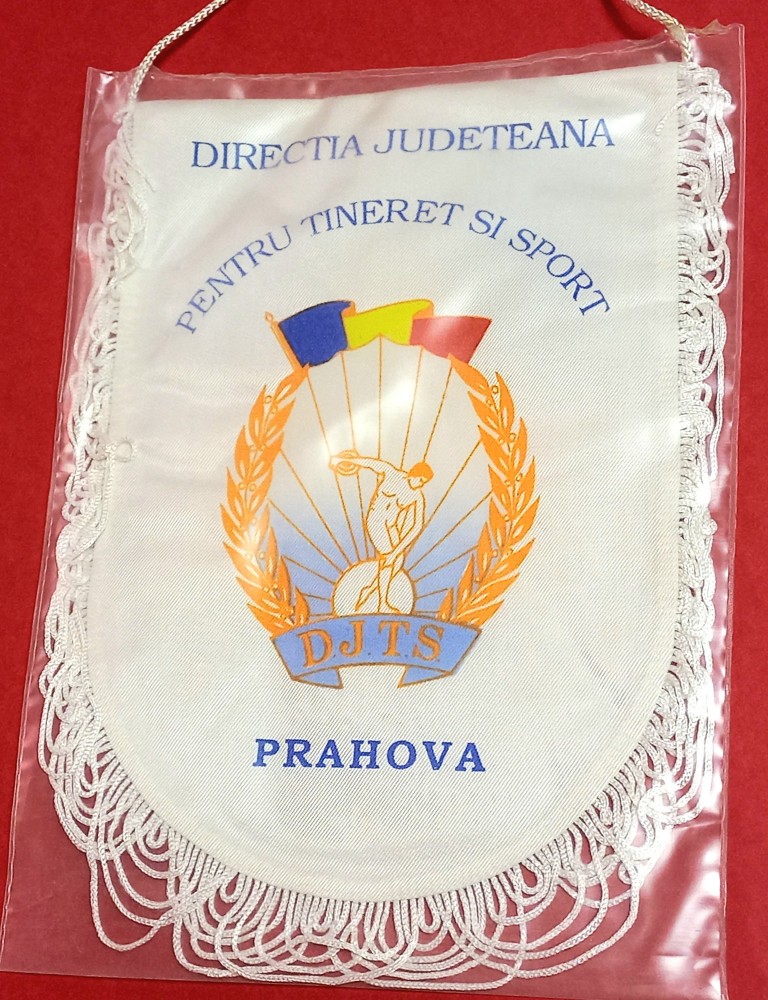 DIRECTIA JUDETEANA
PENTRU TINERET SI SPORT
D.J.T.S.
PRAHOVA